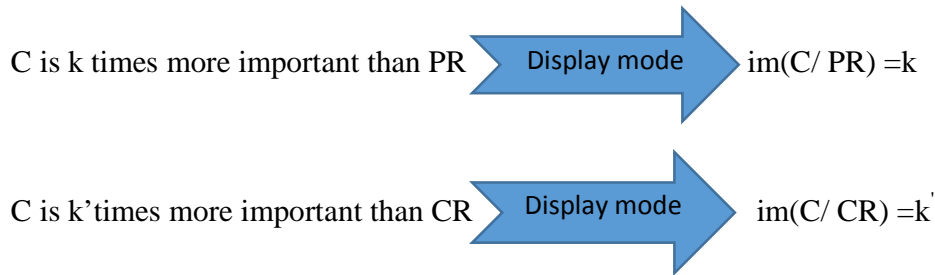 C is k times more important than PR Display mode im(C/ PR) =k
C is k’times more important than CR Display mode im(C/ CR) =k'